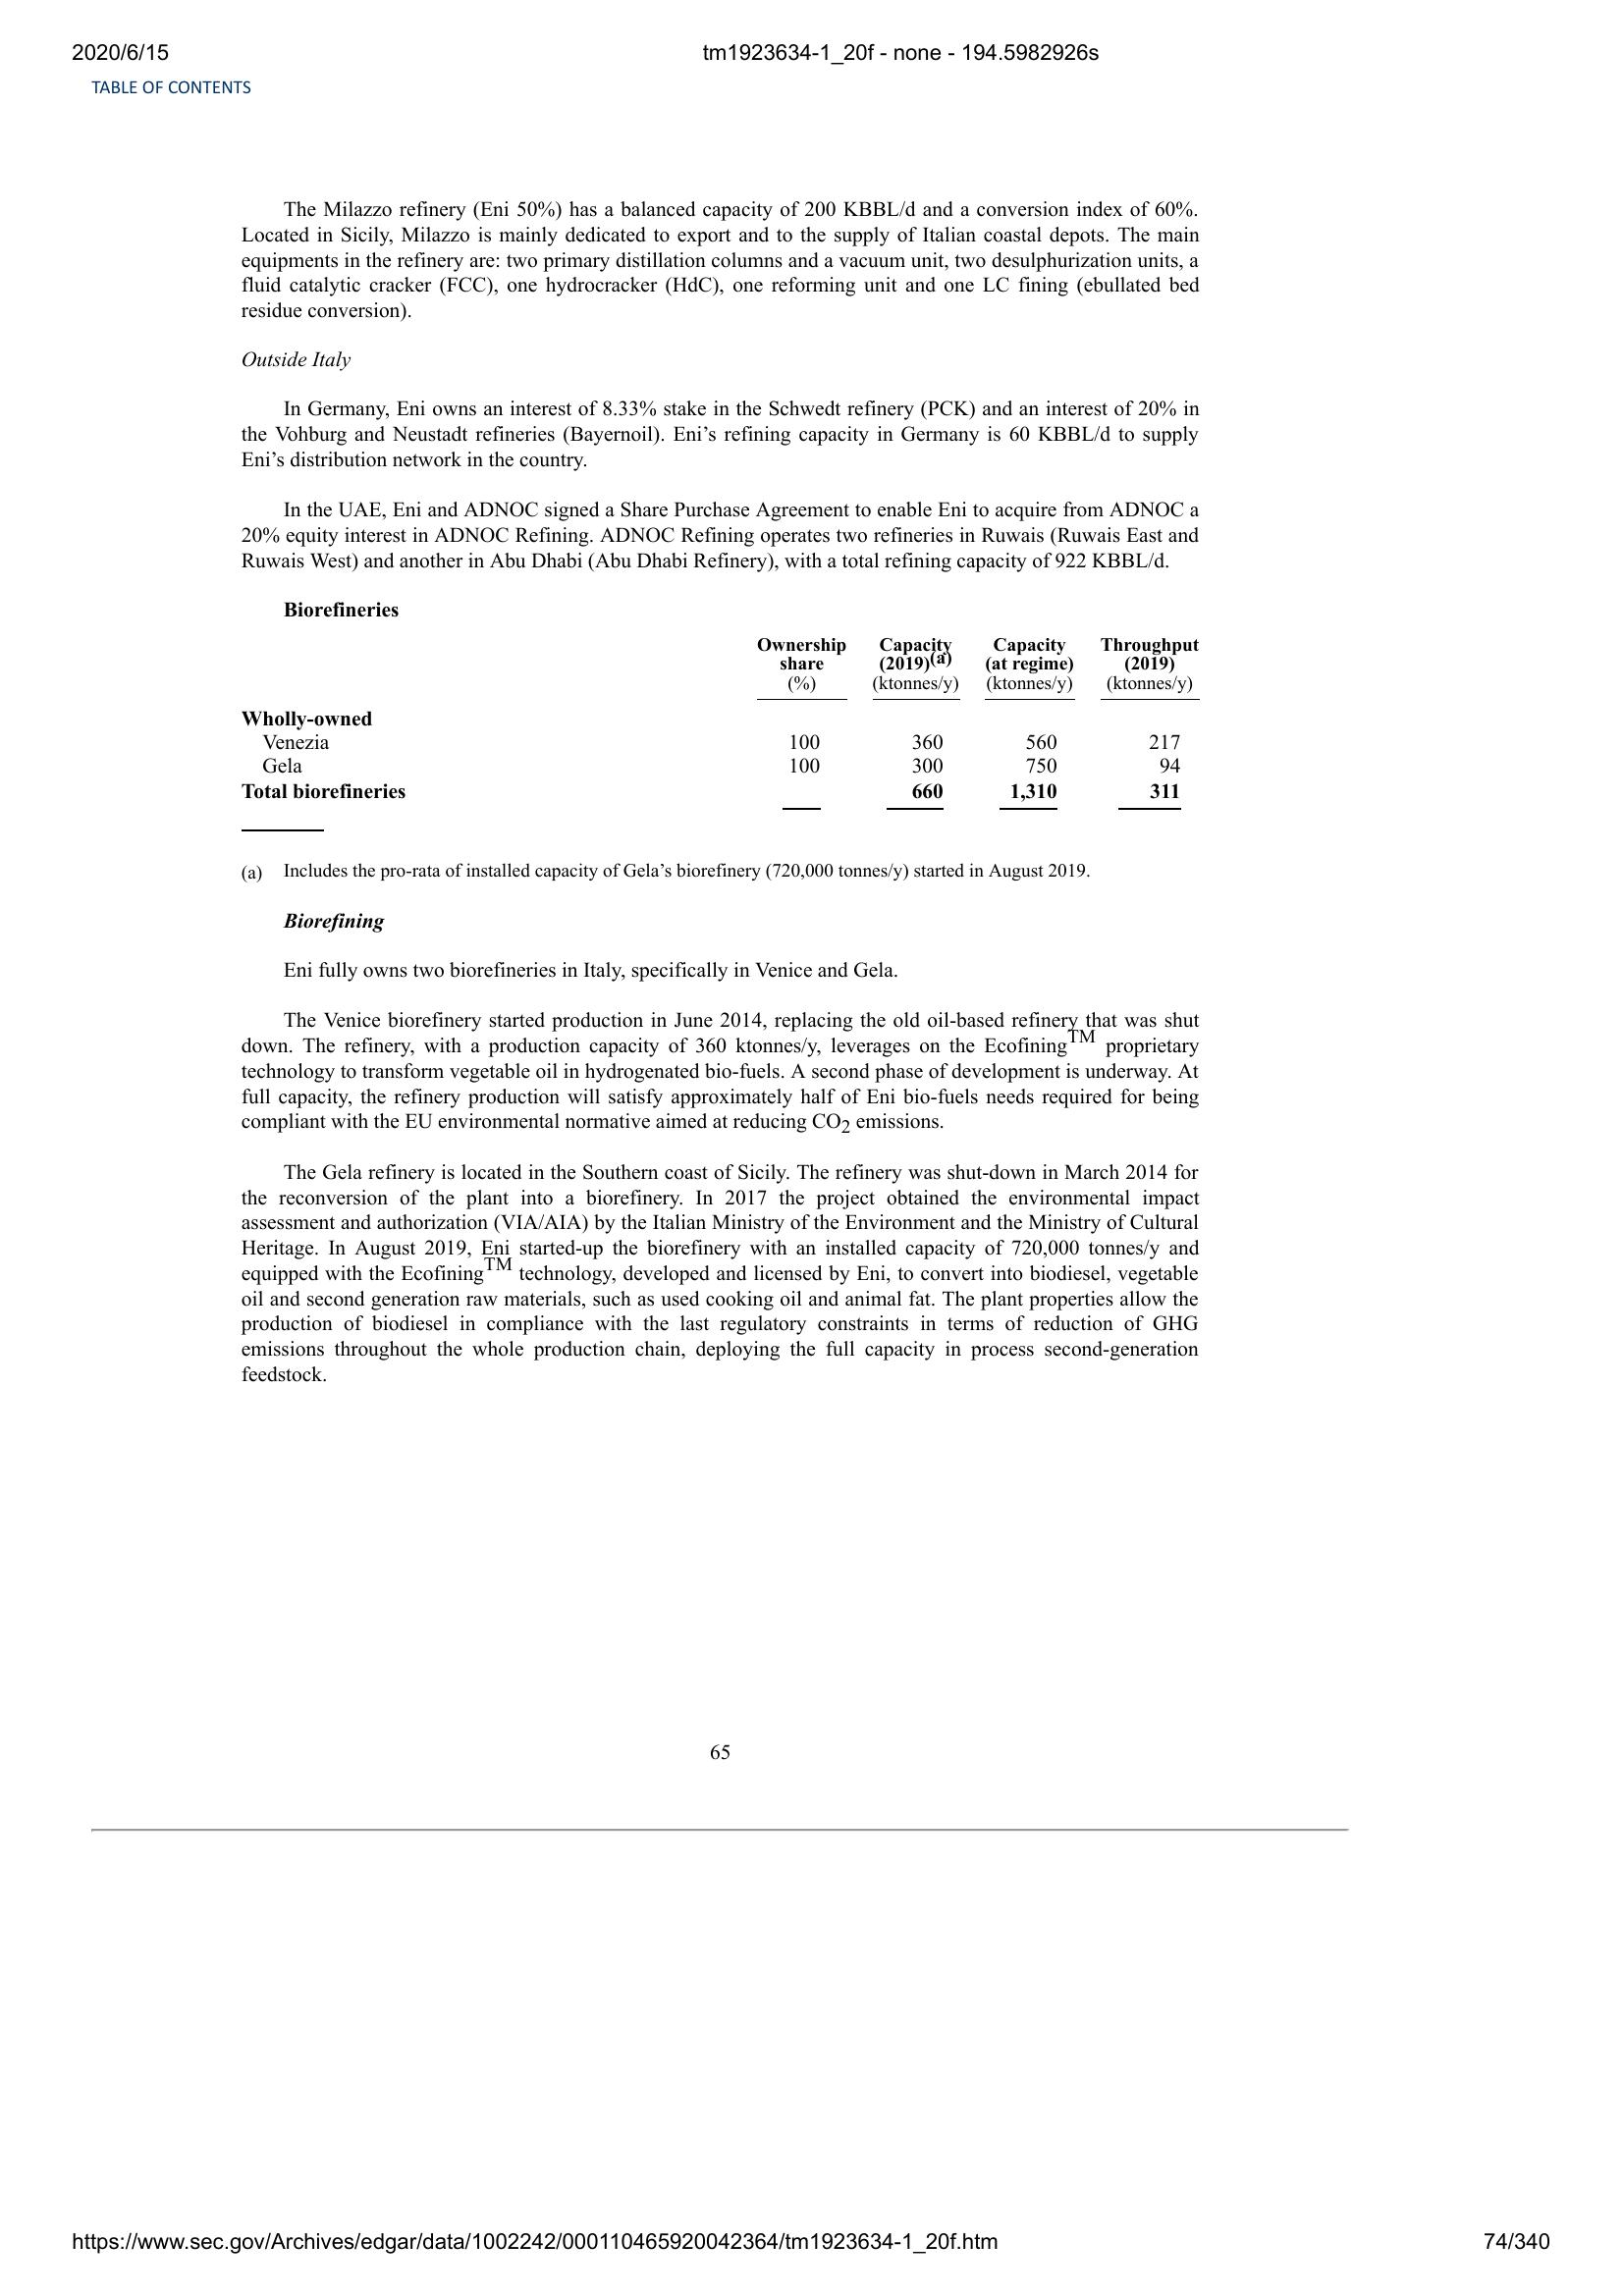 2020/6/15 tm1923634-1_20f - none - 194.5982926s
TABLE OF CONTENTS
The Milazzo refinery (Eni 50%) has a balanced capacity of 200 KBBL/d and a conversion index of 60%.
Located in Sicily, Milazzo is mainly dedicated to export and to the supply of Italian coastal depots. The main
equipments in the refinery are: two primary distillation columns and a vacuum unit, two desulphurization units, a
fluid catalytic cracker (FCC), one hydrocracker (HdC), one reforming unit and one LC fining (ebullated bed
residue conversion).
Outside Italy
In Germany, Eni owns an interest of 8.33% stake in the Schwedt refinery (PCK) and an interest of 20% in
the Vohburg and Neustadt refineries (Bayernoil). Eni’s refining capacity in Germany is 60 KBBL/d to supply
Eni’s distribution network in the country.
In the UAE, Eni and ADNOC signed a Share Purchase Agreement to enable Eni to acquire from ADNOC a
20% equity interest in ADNOC Refining. ADNOC Refining operates two refineries in Ruwais (Ruwais East and
Ruwais West) and another in Abu Dhabi (Abu Dhabi Refinery), with a total refining capacity of 922 KBBL/d.
Biorefineries
Ownership Capacity Capacity Throughput
share (2019)(a) (at regime) (2019)
(%) (ktonnes/y) (ktonnes/y) (ktonnes/y)
Wholly-owned
Venezia 100 360 560 217
Gela 100 300 750 94
Total biorefineries 660 1,310 311
(a) Includes the pro-rata of installed capacity of Gela’s biorefinery (720,000 tonnes/y) started in August 2019.
Biorefining
Eni fully owns two biorefineries in Italy, specifically in Venice and Gela.
The Venice biorefinery started production in June 2014, replacing the old oil-based refinery that was shut
down. The refinery, with a production capacity of 360 ktonnes/y, leverages on the EcofiningTM proprietary
technology to transform vegetable oil in hydrogenated bio-fuels. A second phase of development is underway. At
full capacity, the refinery production will satisfy approximately half of Eni bio-fuels needs required for being
compliant with the EU environmental normative aimed at reducing CO2 emissions.
The Gela refinery is located in the Southern coast of Sicily. The refinery was shut-down in March 2014 for
the reconversion of the plant into a biorefinery. In 2017 the project obtained the environmental impact
assessment and authorization (VIA/AIA) by the Italian Ministry of the Environment and the Ministry of Cultural
Heritage. In August 2019, Eni started-up the biorefinery with an installed capacity of 720,000 tonnes/y and
equipped with the EcofiningTM technology, developed and licensed by Eni, to convert into biodiesel, vegetable
oil and second generation raw materials, such as used cooking oil and animal fat. The plant properties allow the
production of biodiesel in compliance with the last regulatory constraints in terms of reduction of GHG
emissions throughout the whole production chain, deploying the full capacity in process second-generation
feedstock.
65
https://www.sec.gov/Archives/edgar/data/1002242/000110465920042364/tm1923634-1_20f.htm 74/340